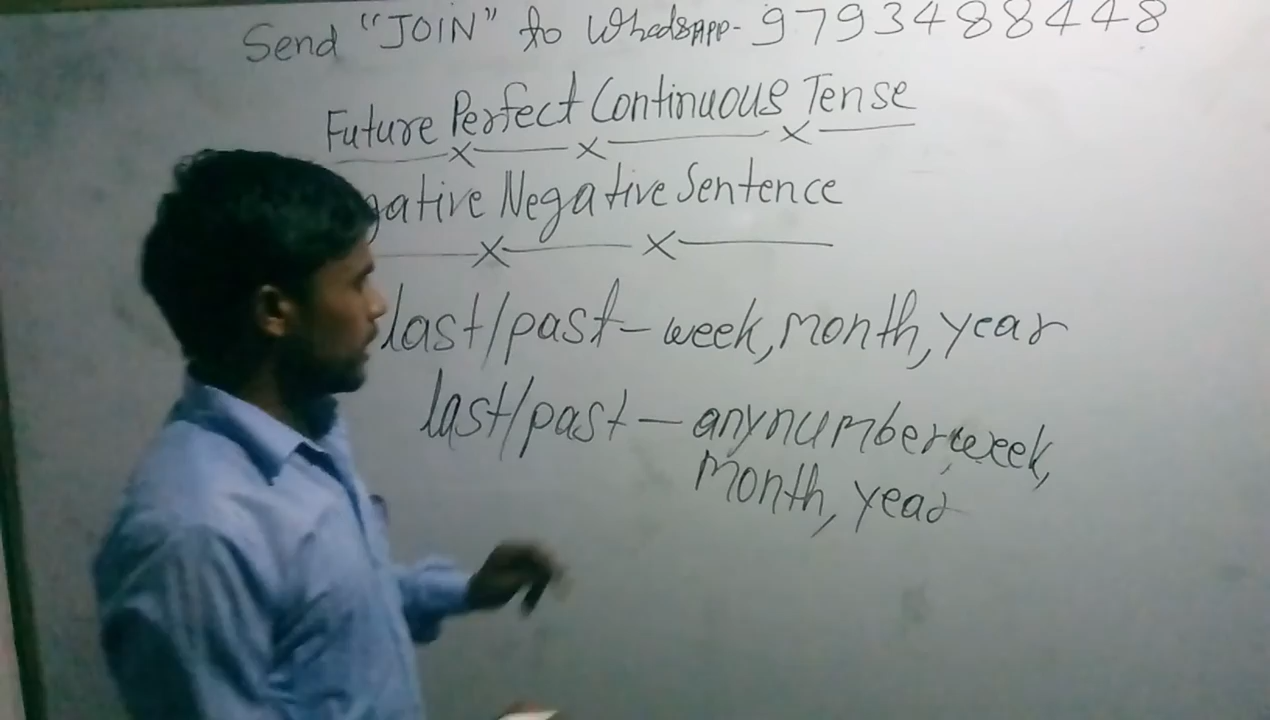 Send "JOIN" to WhatsApp- 9793488448
Future Perfect Continuous Tense
gative Negative Sentence
last/past - week, month, year
last/past - any number week,
month, year